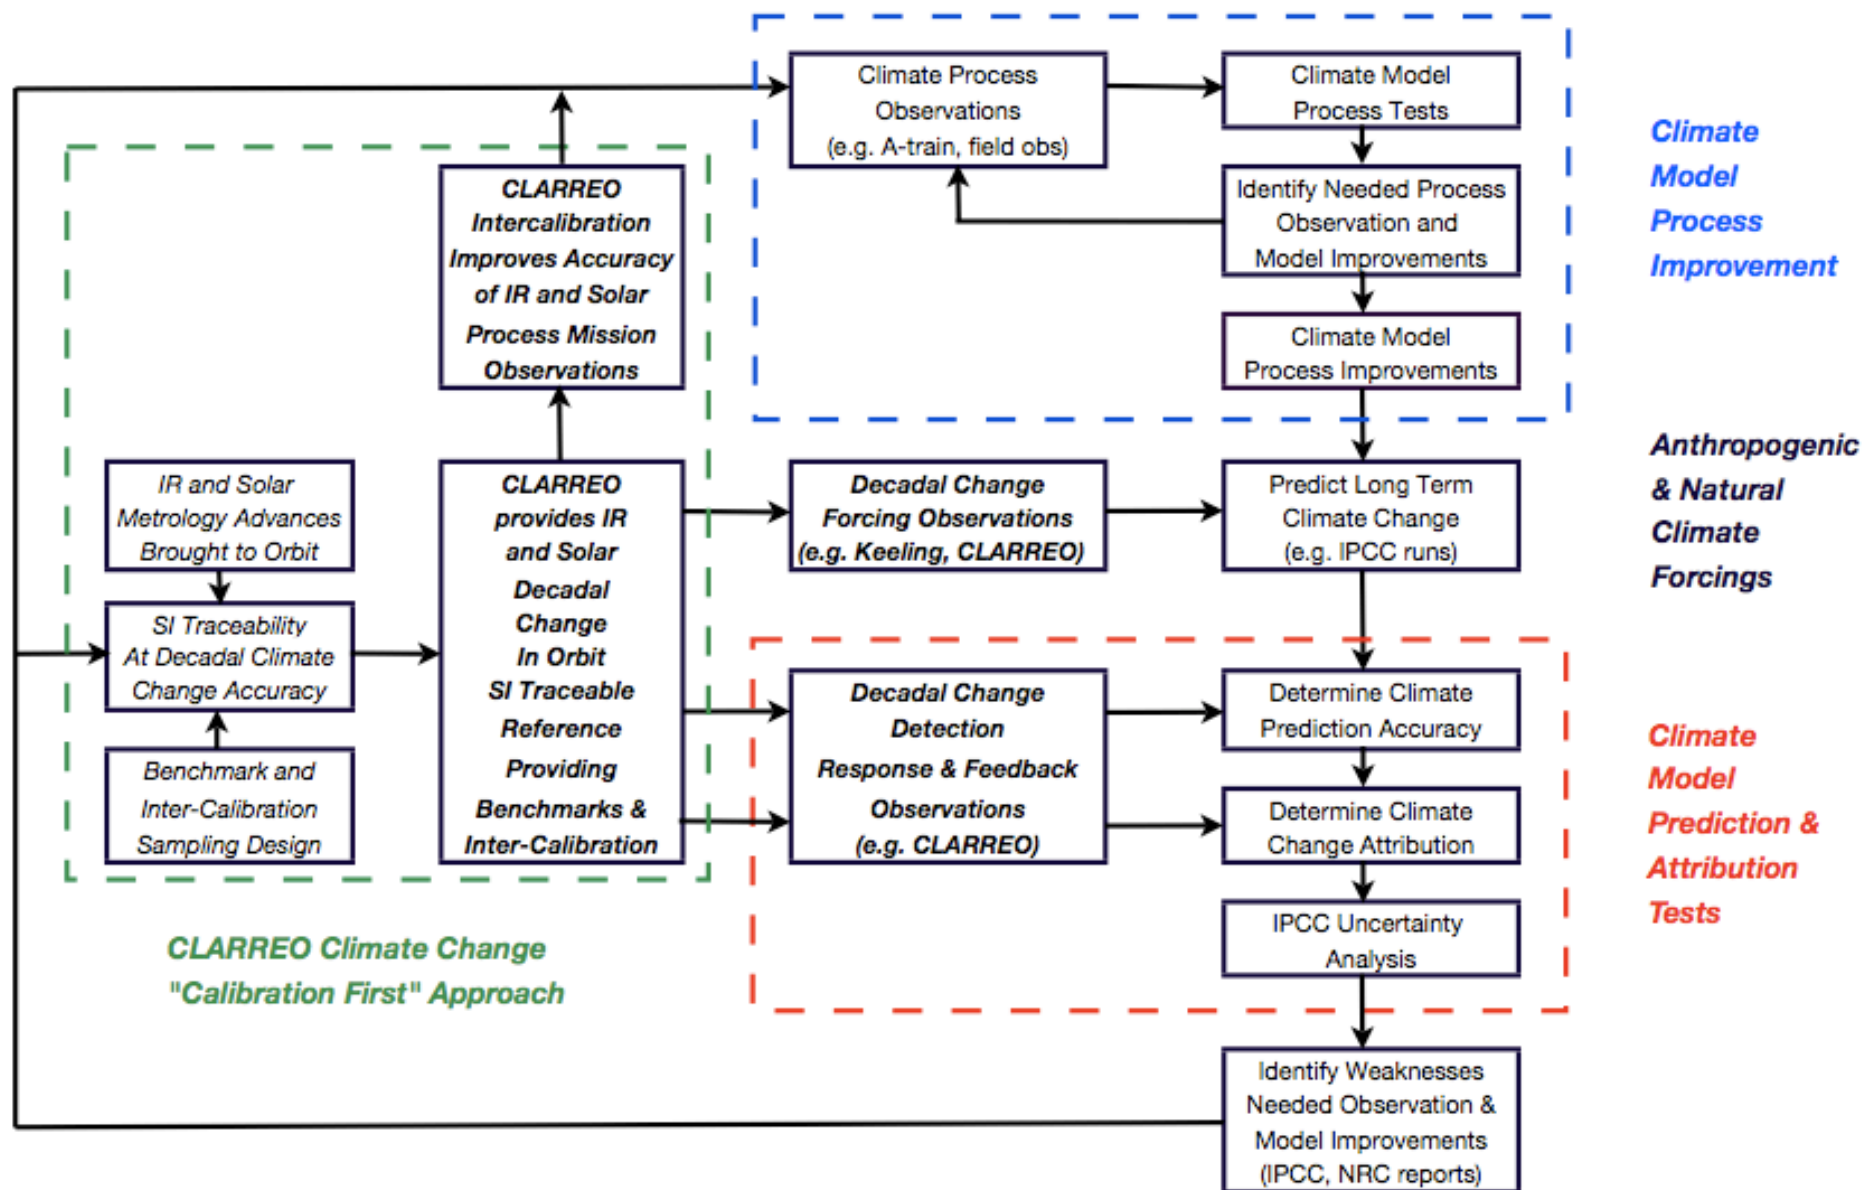 Climate Process
Observations
(e.g. A-train, field obs)
Climate Model
Process Tests
Identify Needed Process
Observation and
Model Improvements
Climate Model
Process Improvements
Climate
Model
Process
Improvement
CLARREO
Intercalibration
Improves Accuracy
of IR and Solar
Process Mission
Observations
IR and Solar
Metrology Advances
Brought to Orbit
SI Traceability
At Decadal Climate
Change Accuracy
Benchmark and
Inter-Calibration
Sampling Design
CLARREO
provides IR
and Solar
Decadal
Change
In Orbit
SI Traceable
Reference
Providing
Benchmarks &
Inter-Calibration
CLARREO Climate Change
"Calibration First" Approach
Decadal Change
Forcing Observations
(e.g. Keeling, CLARREO)
Predict Long Term
Climate Change
(e.g. IPCC runs)
Anthropogenic
& Natural
Climate
Forcings
Decadal Change
Detection
Response & Feedback
Observations
(e.g. CLARREO)
Determine Climate
Prediction Accuracy
Determine Climate
Change Attribution
IPCC Uncertainty
Analysis
Climate
Model
Prediction &
Attribution
Tests
Identify Weaknesses
Needed Observation &
Model Improvements
(IPCC, NRC reports)